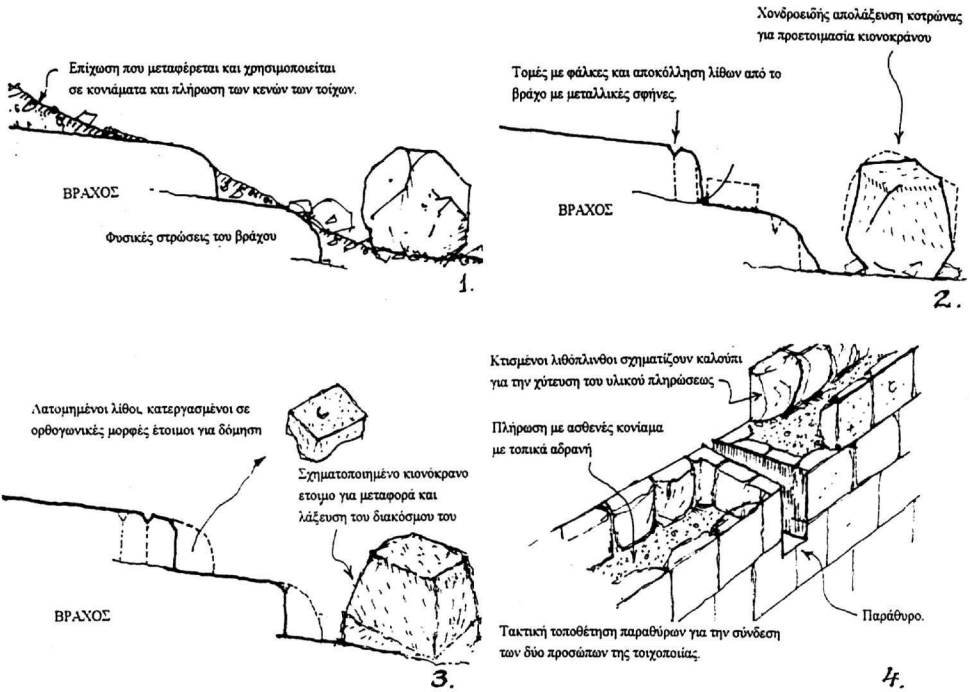 Επίχωση που μεταφέρεται και χρησιμοποιείται
σε κονιάματα και πλήρωση των κενών των τοίχων.
ΒΡΑΧΟΣ
Φυσικές στρώσεις του βράχου
1.
Χονδροειδής απολάξευση κοτρώνας
για προετοιμασία κιονοκράνου
Τομές με φάλκες και αποκόλληση λίθων από το
βράχο με μεταλλικές σφήνες.
ΒΡΑΧΟΣ
2.
Λατομημένοι λίθοι, κατεργασμένοι σε
ορθογωνικές μορφές έτοιμοι για δόμηση
Σχηματοποιημένο κιονόκρανο
ετοιμο για μεταφορά και
λάξευση του διακόσμου του
ΒΡΑΧΟΣ
3.
Κτισμένοι λιθόπλινθοι σχηματίζουν καλούπι
για την χύτευση του υλικού πληρώσεως
Πλήρωση με ασθενές κονίαμα
με τοπικά αδρανή
Παράθυρο.
Τακτική τοποθέτηση παραθύρων για την σύνδεση
των δύο προσώπων της τοιχοποιίας.
4.